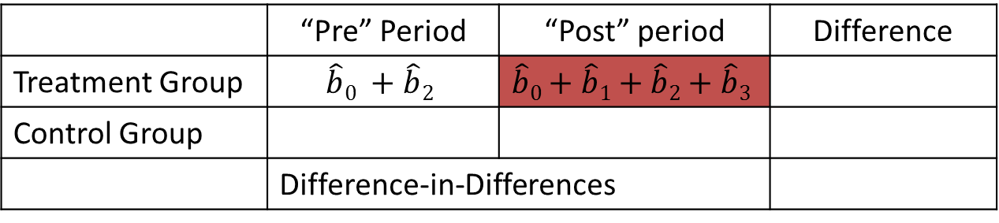 “Pre” Period “Post” period Difference
Treatment Group b̂₀ + b̂₂ b̂₀ + b̂₁ + b̂₂ + b̂₃
Control Group
Difference-in-Differences